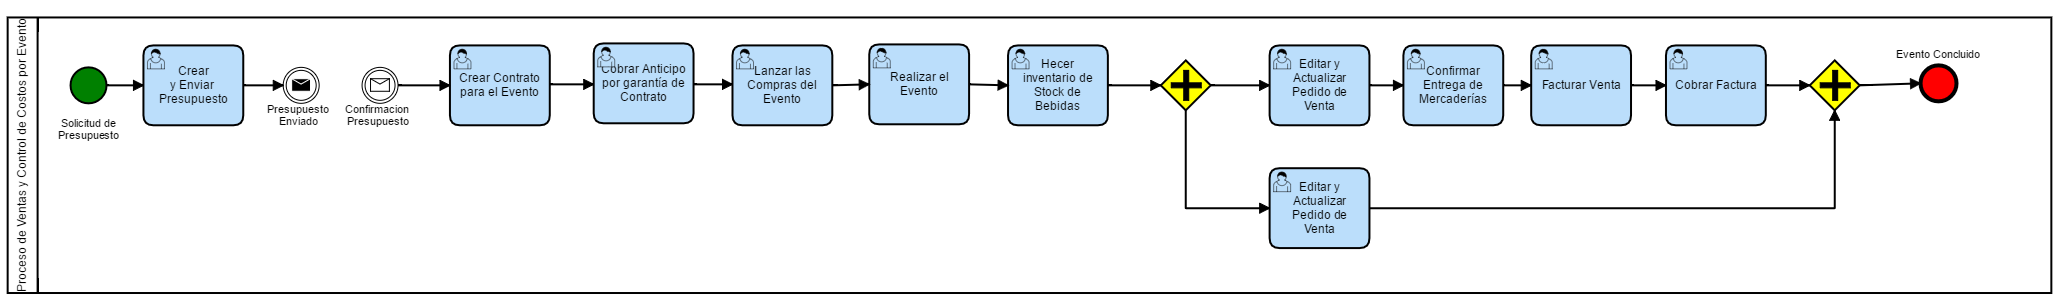 Proceso de Ventas y Control de Costos por Evento
Solicitud de
Presupuesto
Crear
y Enviar
Presupuesto
Presupuesto
Enviado
Confirmacion
Presupuesto
Crear Contrato
para el Evento
Cobrar Anticipo
por garantía de
Contrato
Lanzar las
Compras del
Evento
Realizar el
Evento
Hecer
inventario de
Stock de
Bebidas
Editar y
Actualizar
Pedido de
Venta
Confirmar
Entrega de
Mercaderías
Facturar Venta
Cobrar Factura
Evento Concluido
Editar y
Actualizar
Pedido de
Venta